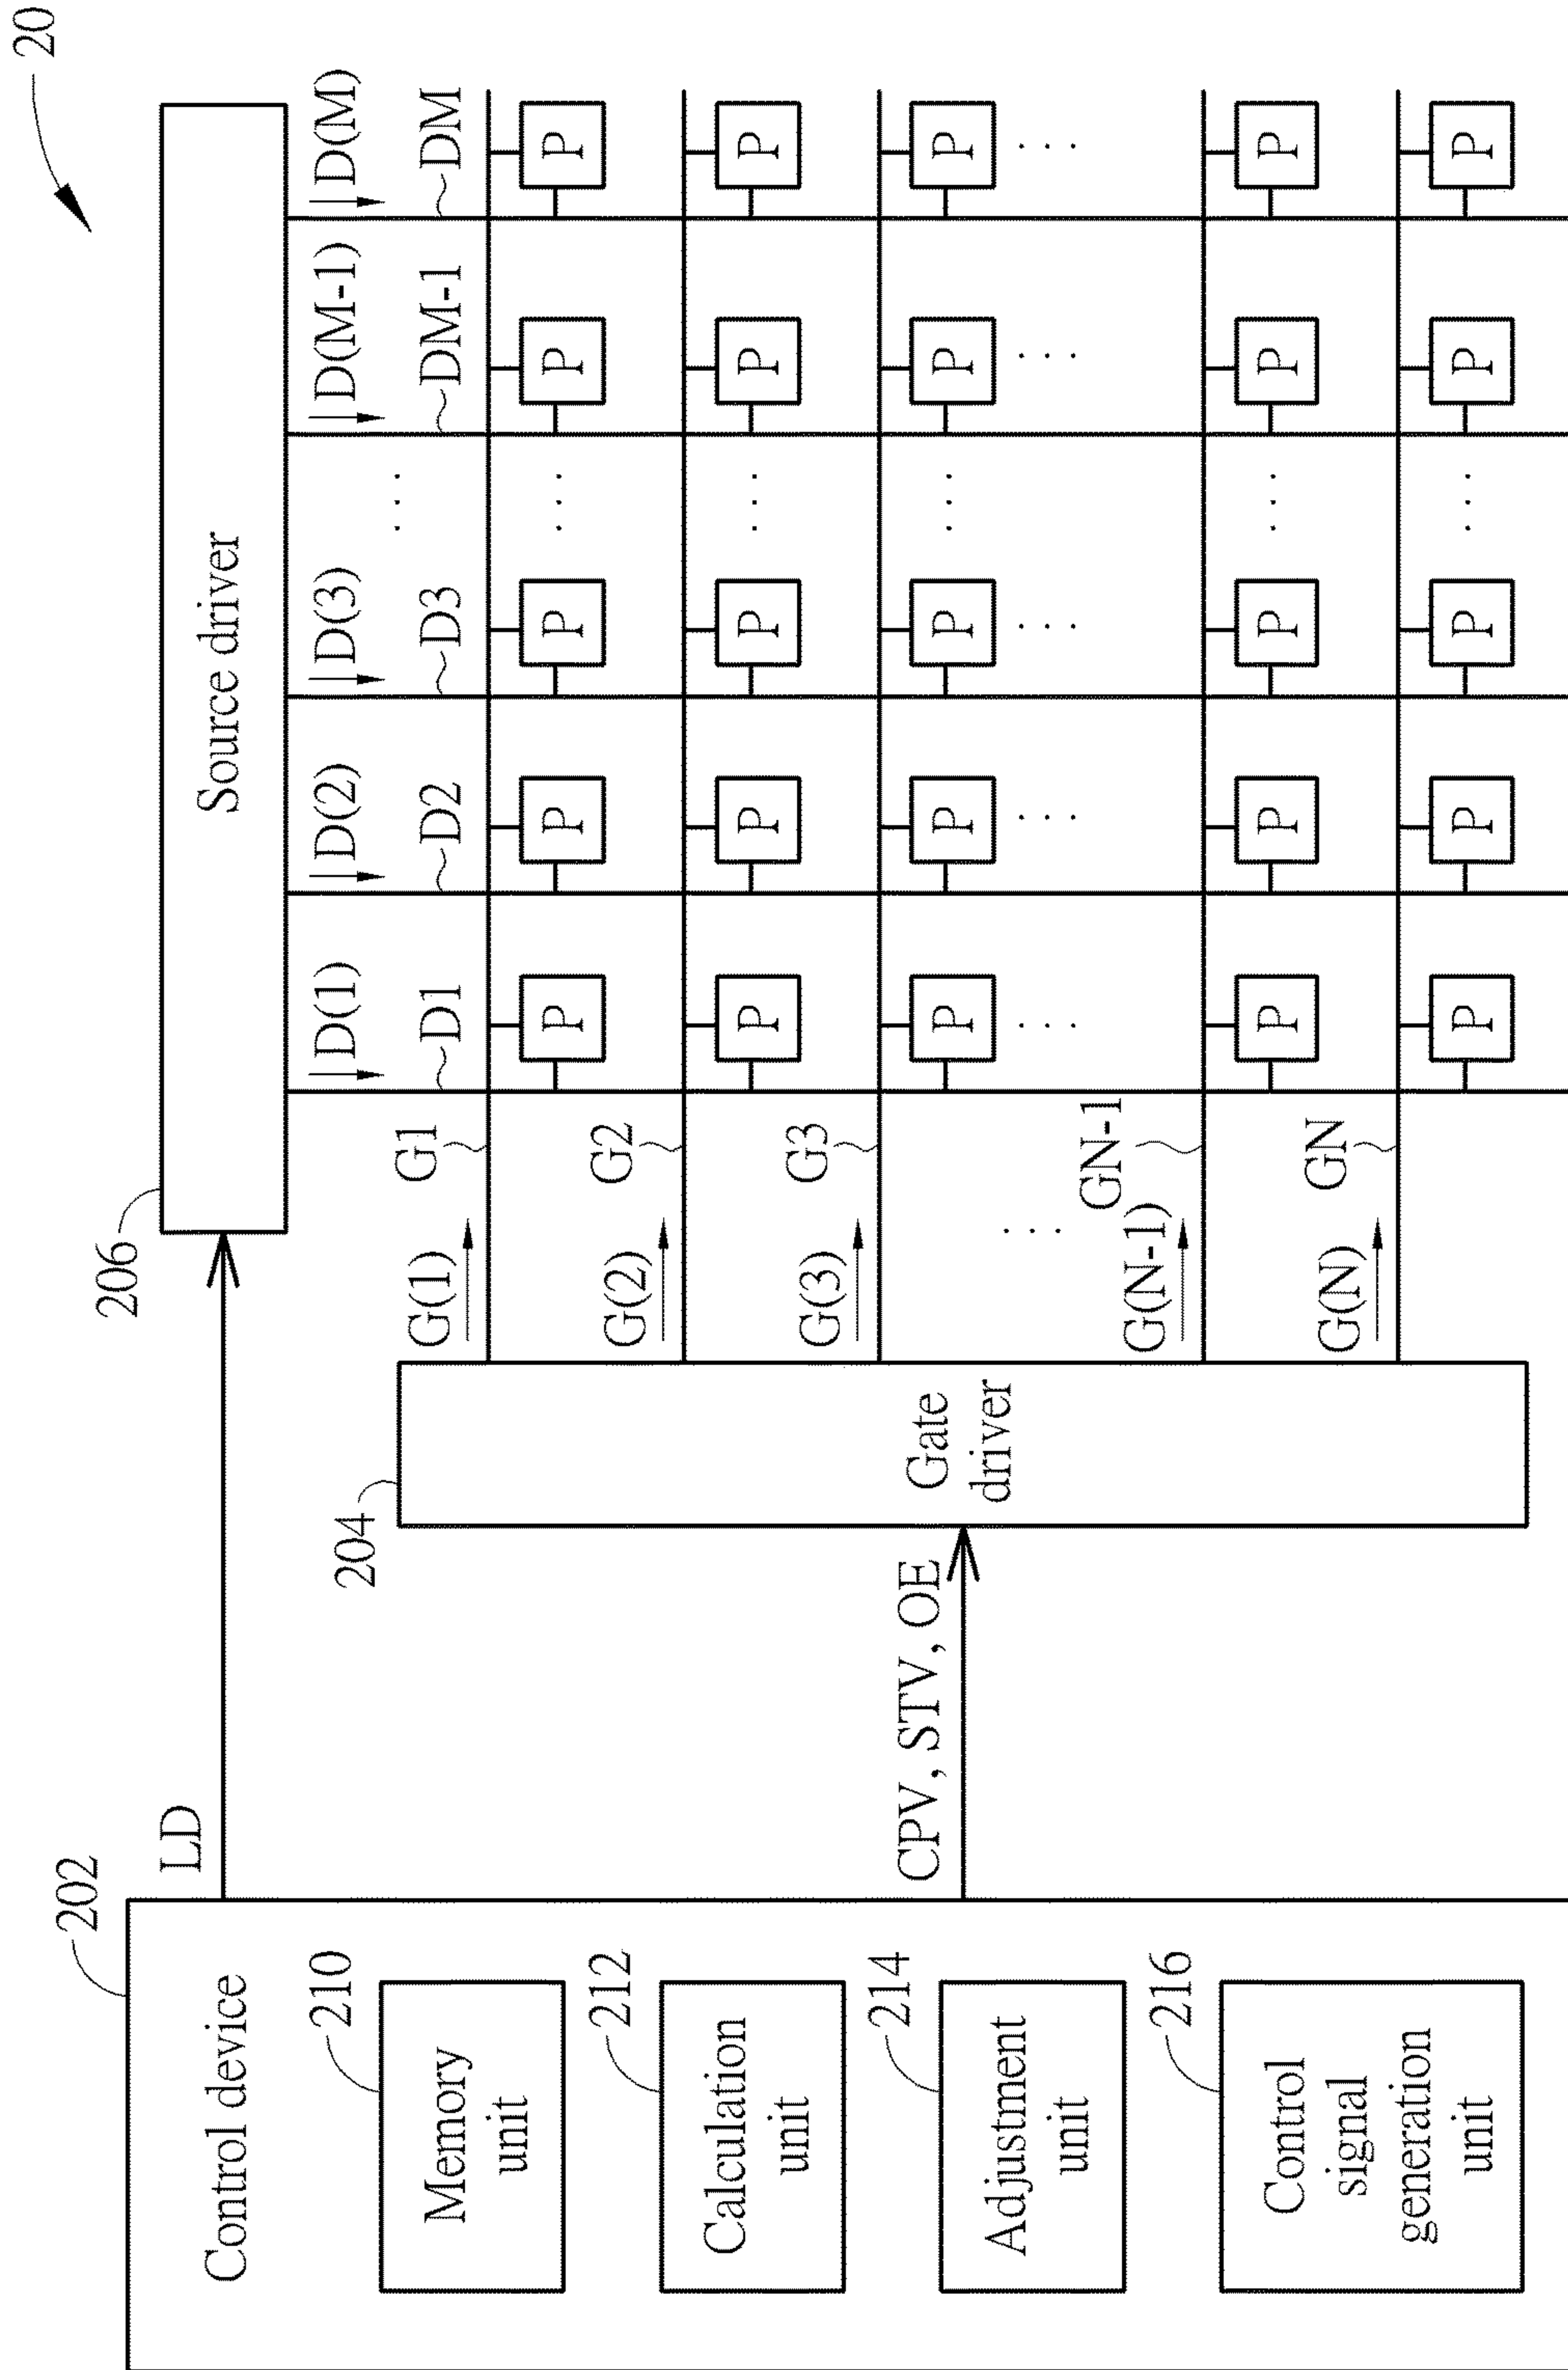 20
206
Source driver
D(1)
D(2)
D(3)
...
D(M-1)
D(M)
D1
D2
D3
DM-1
DM
202
LD
Control device
210
Memory
unit
212
Calculation
unit
214
Adjustment
unit
216
Control
signal
generation
unit
CPV, STV, OE
204
Gate
driver
G(1)
G1
P P P ... P P
G(2)
G2
P P P ... P P
G(3)
G3
P P P ... P P
... ... ... ... ... ...
G(N-1)
GN-1
P P P ... P P
G(N)
GN
P P P ... P P